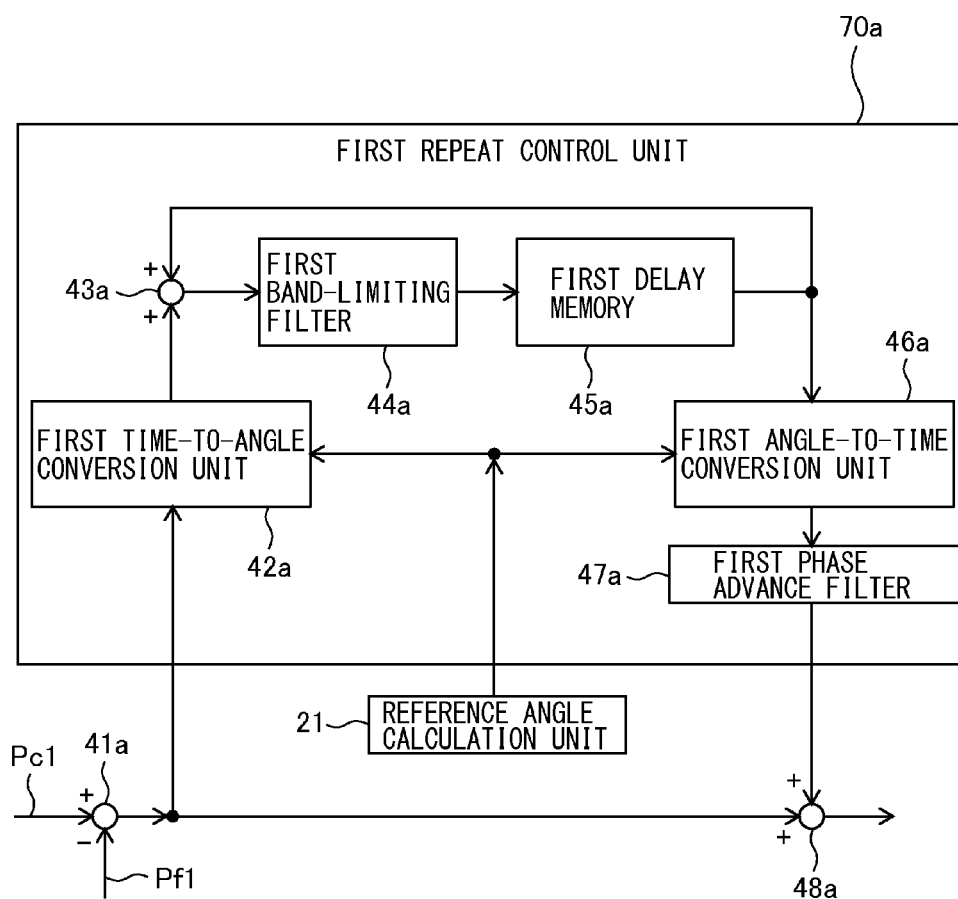 70a
FIRST REPEAT CONTROL UNIT
+
43a
+
FIRST
BAND-LIMITING
FILTER
44a
FIRST DELAY
MEMORY
45a
46a
FIRST TIME-TO-ANGLE
CONVERSION UNIT
42a
FIRST ANGLE-TO-TIME
CONVERSION UNIT
47a
FIRST PHASE
ADVANCE FILTER
21
REFERENCE ANGLE
CALCULATION UNIT
Pc1
41a
+
−
Pf1
+
+
48a